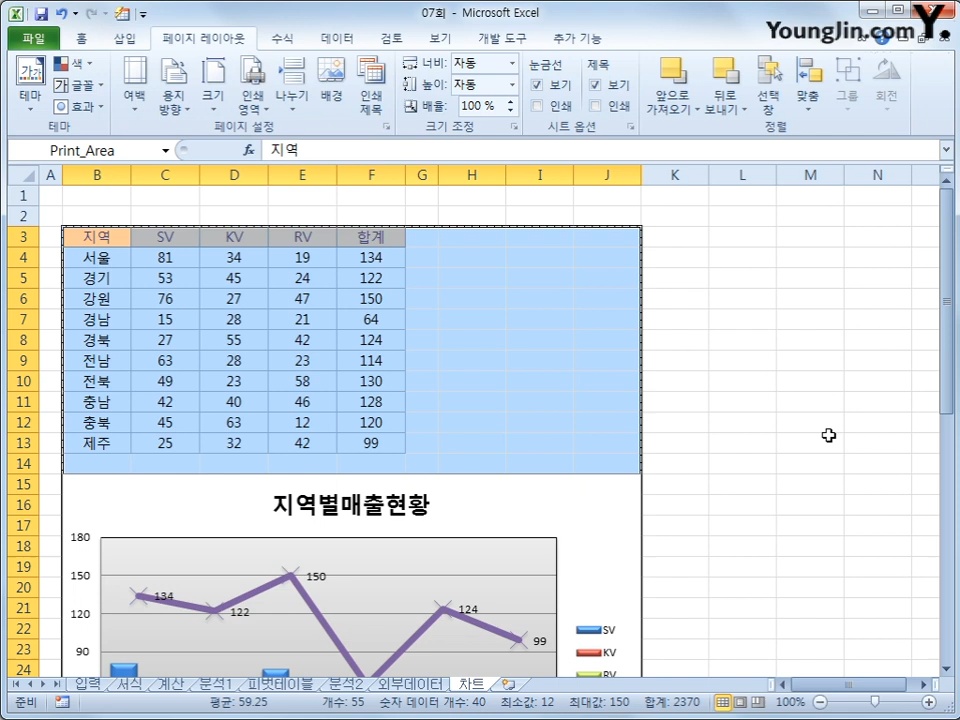 07회 - Microsoft Excel
Younglin.com Y.
파일 홈 삽입 페이지 레이아웃 수식 데이터 검토 보기 개발 도구 추가 기능
테마 색 글꼴 효과 여백 용지 방향 크기 인쇄 영역 나누기 배경 인쇄 제목 너비: 자동 높이: 자동 배율: 100 % 눈금선 보기 인쇄 제목 보기 인쇄 앞으로 가져오기 뒤로 보내기 선택 창 맞춤 그룹 회전
테마 페이지 설정 크기 조정 시트 옵션 정렬
Print_Area fx 지역
A B C D E F G H I J K L M N
1
2
3 지역 SV KV RV 합계
4 서울 81 34 19 134
5 경기 53 45 24 122
6 강원 76 27 47 150
7 경남 15 28 21 64
8 경북 27 55 42 124
9 전남 63 28 23 114
10 전북 49 23 58 130
11 충남 42 40 46 128
12 충북 45 63 12 120
13 제주 25 32 42 99
14
15
16 지역별매출현황
17
18 180
19
20 150 150
21 134
22 120 122 124
23 99 SV
24 90 KV
RV
입력 서식 계산 분석1 피벗테이블 분석2 외부데이터 차트
준비 평균: 59.25 개수: 55 숫자 데이터 개수: 40 최소값: 12 최대값: 150 합계: 2370 100%